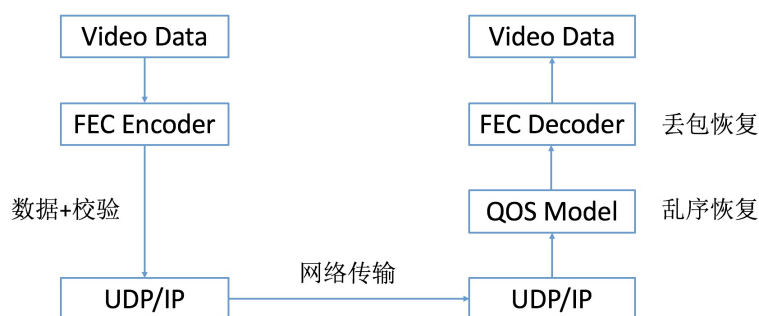 Video Data
Video Data
FEC Encoder
FEC Decoder
丢包恢复
数据+校验
QOS Model
乱序恢复
网络传输
UDP/IP
UDP/IP